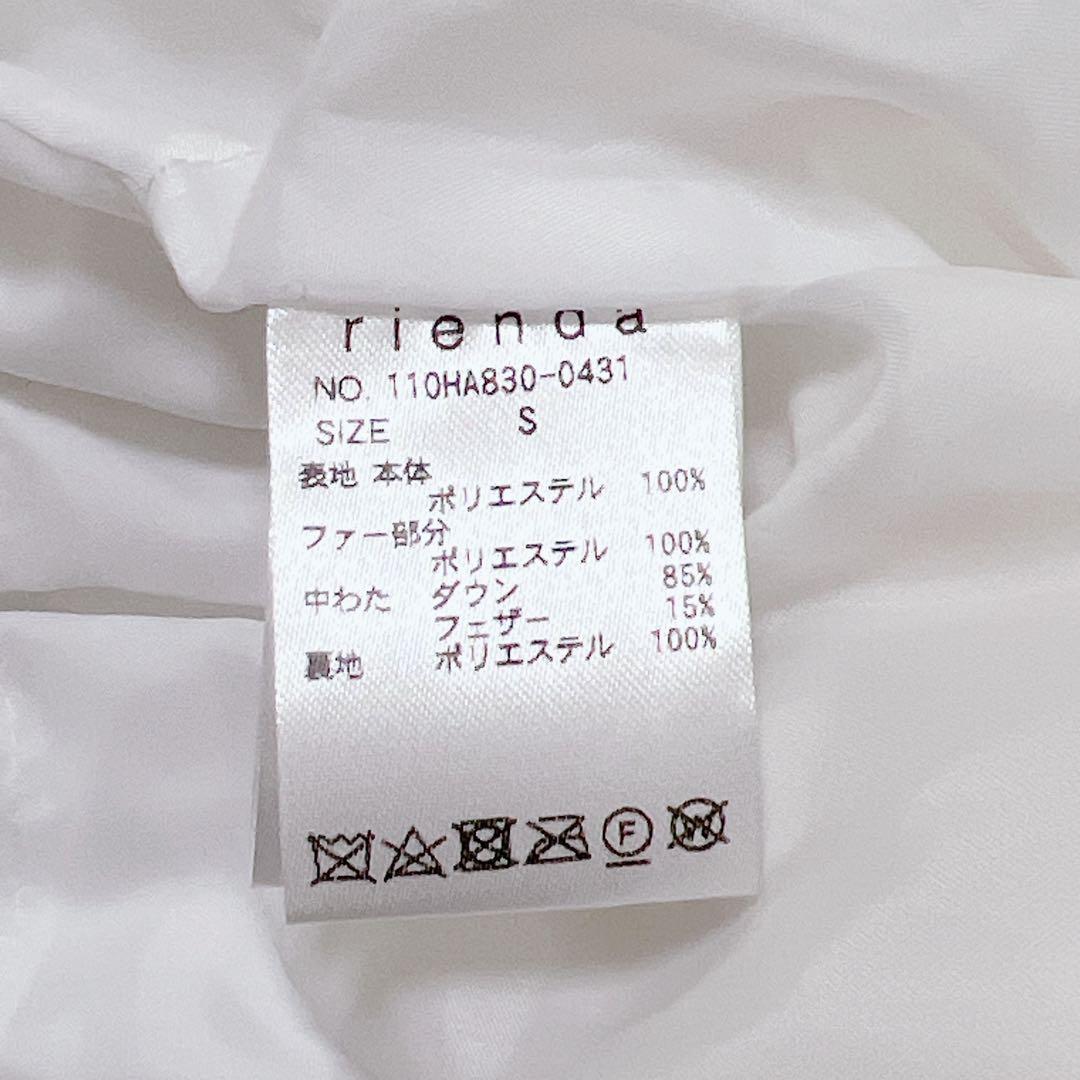 rienda
NO. 110HA830-0431
SIZE S
表地 本体
ポリエステル 100%
ファー部分
ポリエステル 100%
中わた ダウン 85%
フェザー 15%
裏地 ポリエステル 100%
F
W